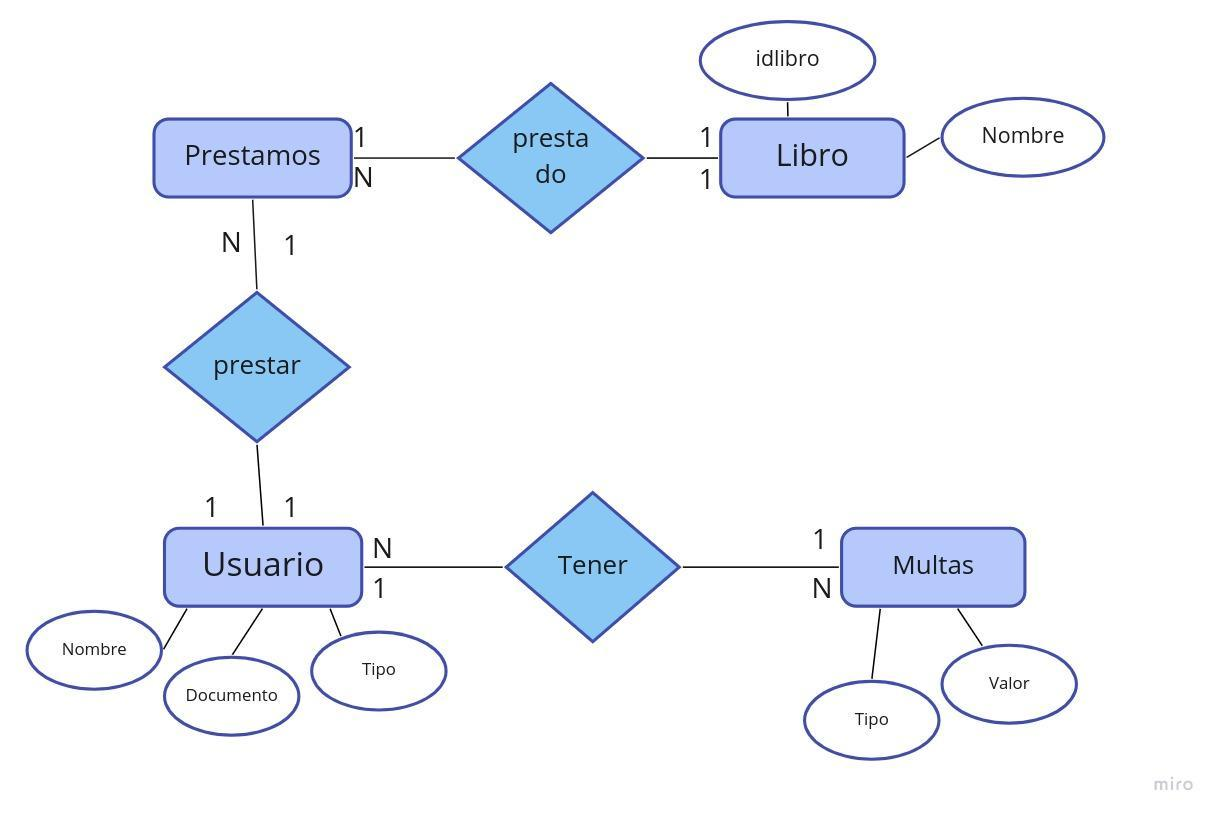 idlibro
Nombre
Prestamos
1
N
presta
do
1
1
Libro
N
1
prestar
1
1
Usuario
N
1
Tener
1
N
Multas
Nombre
Documento
Tipo
Tipo
Valor
miro